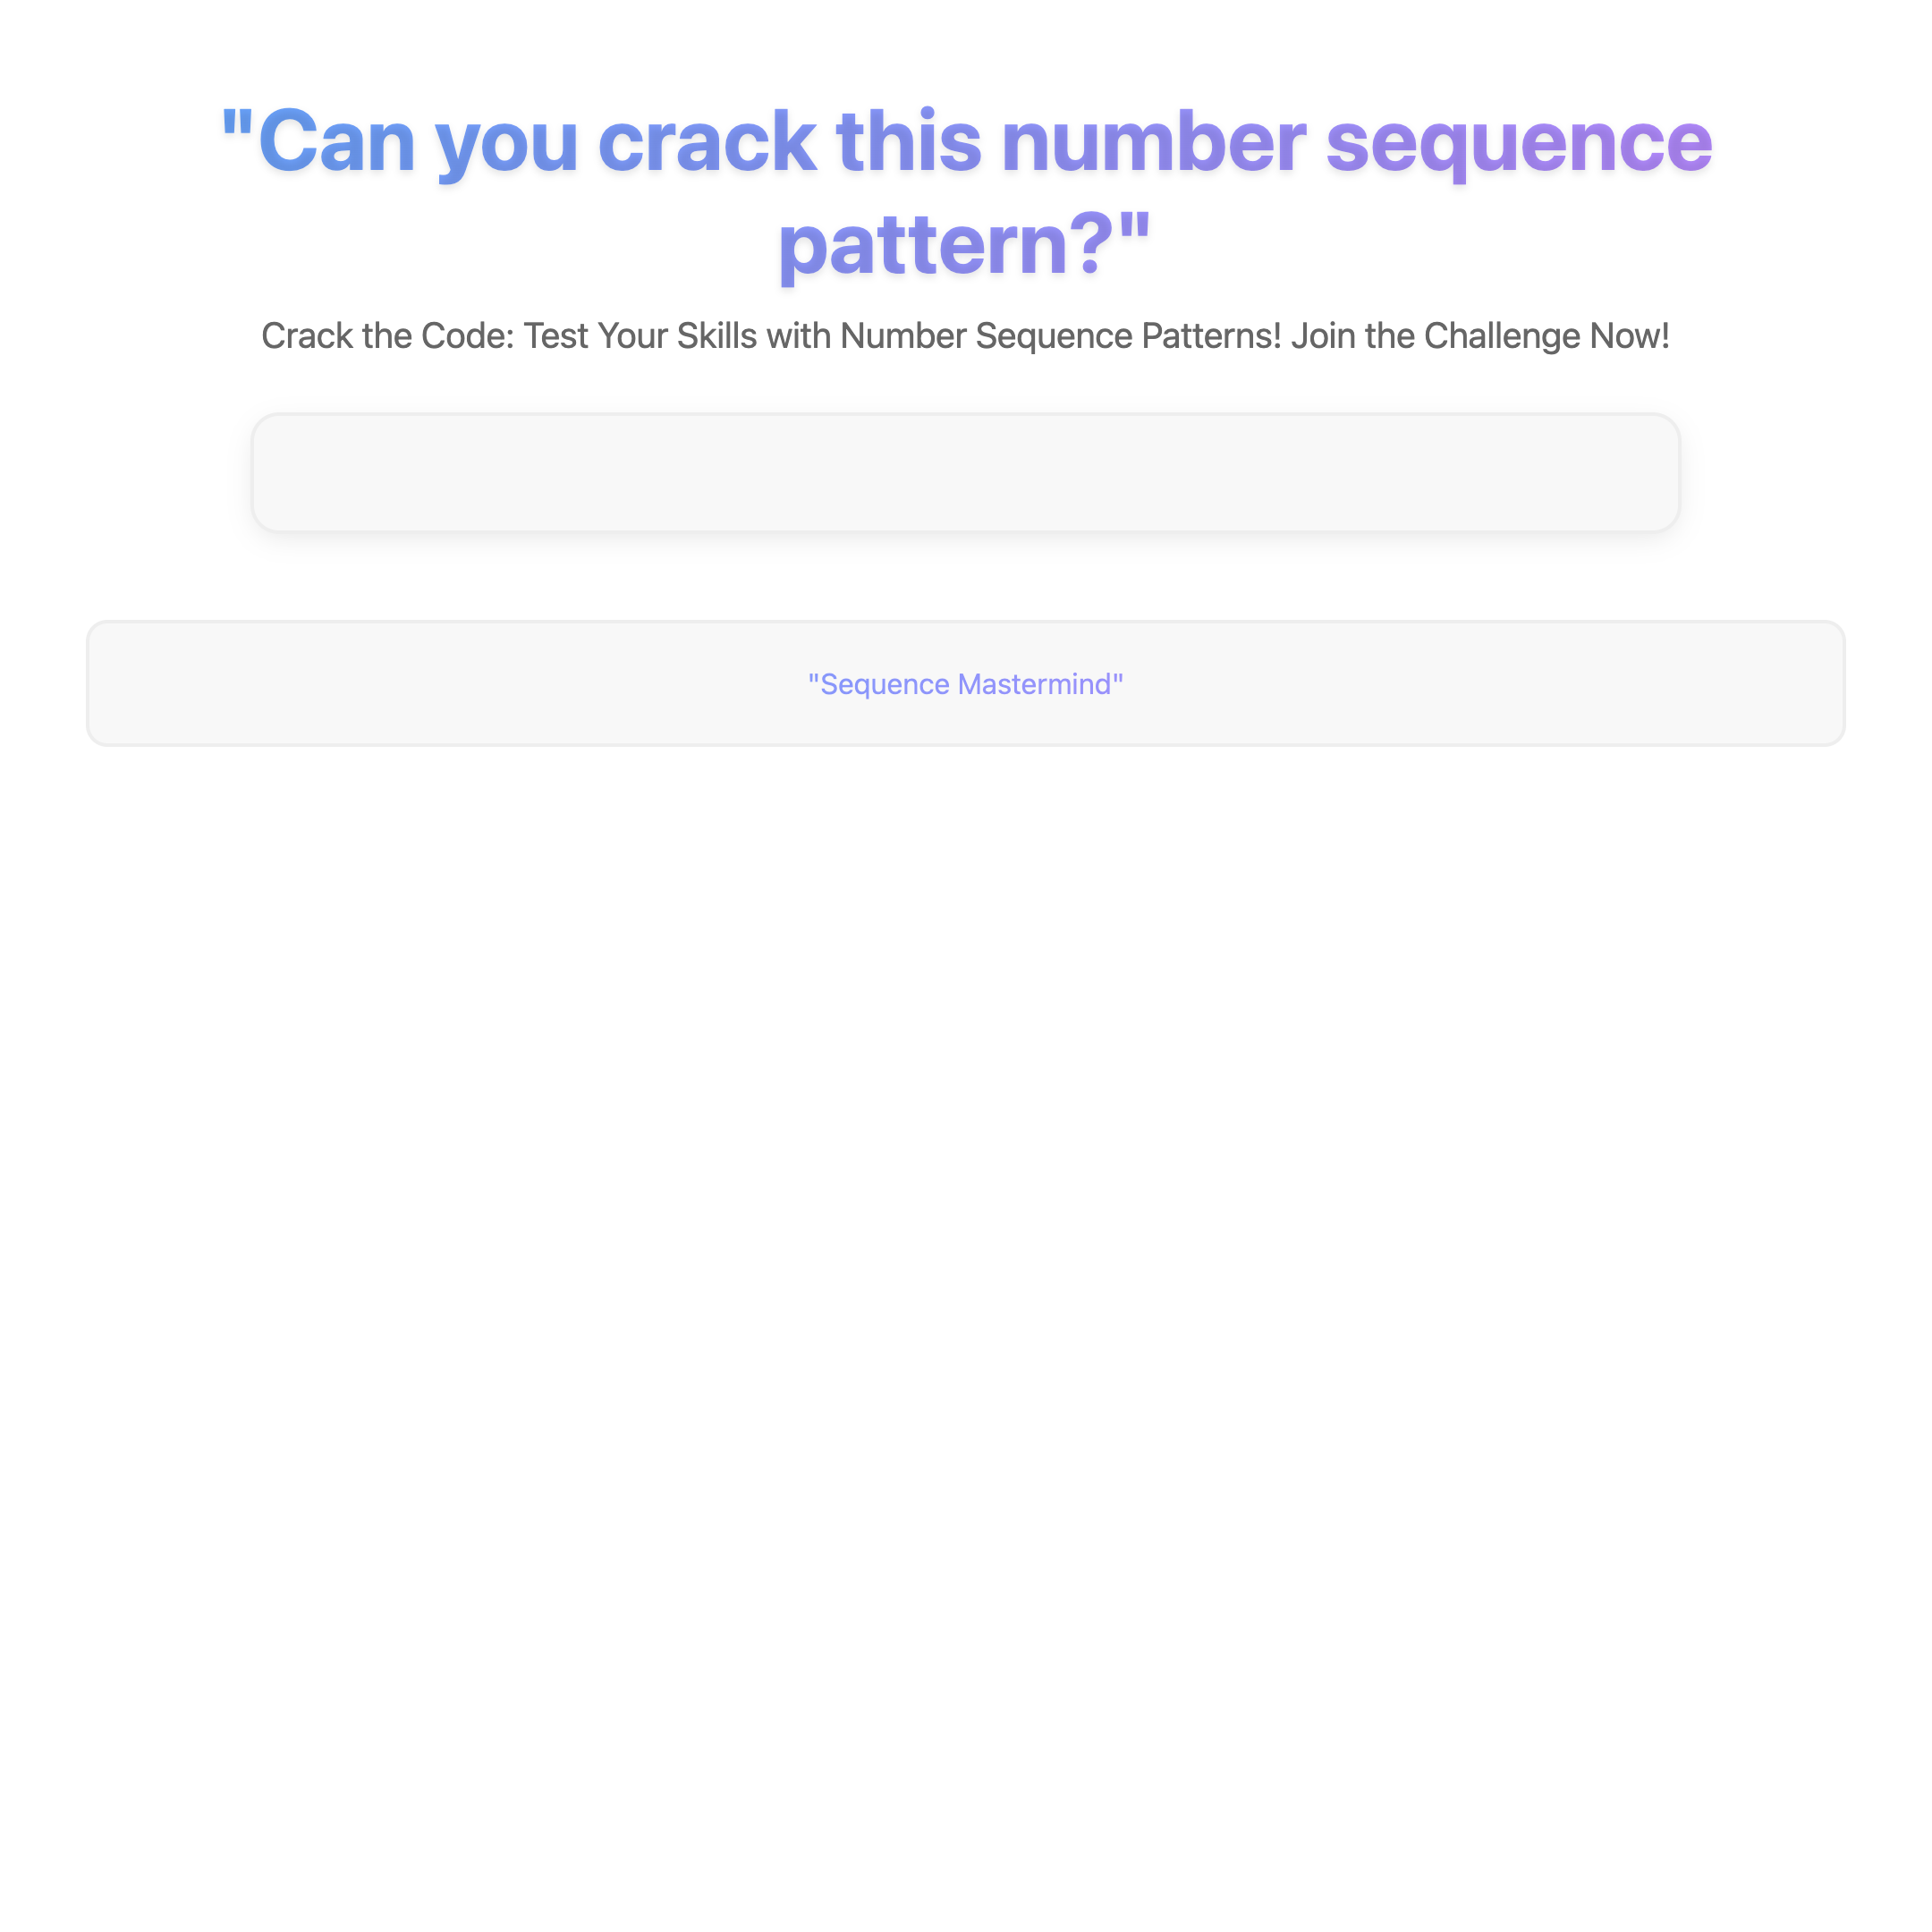 "Can you crack this number sequence
pattern?"
Crack the Code: Test Your Skills with Number Sequence Patterns! Join the Challenge Now!
"Sequence Mastermind"